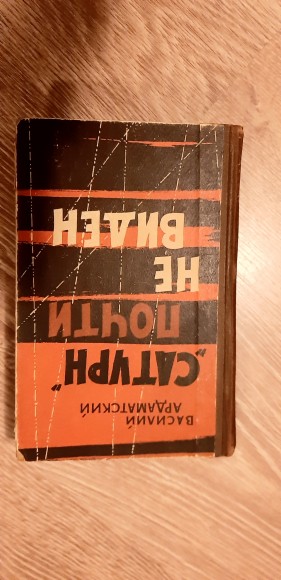 ВАСИЛИЙ
АРДАМАТСКИЙ
„САТУРН"
ПОЧТИ
НЕ
ВИДЕН